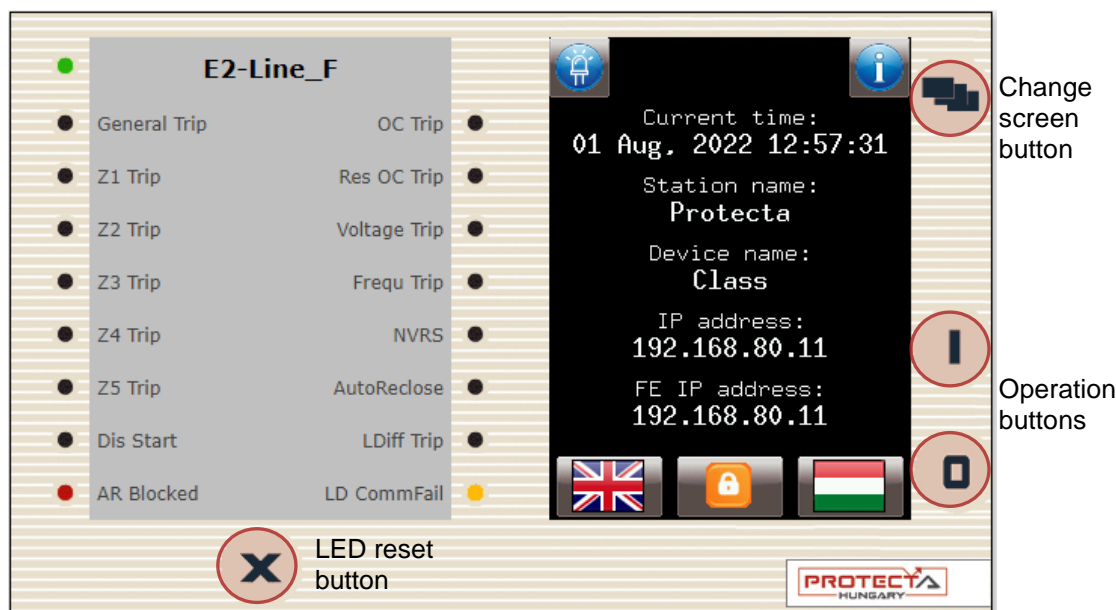 E2-Line_F
General Trip
OC Trip
Z1 Trip
Res OC Trip
Z2 Trip
Voltage Trip
Z3 Trip
Frequ Trip
Z4 Trip
NVRS
Z5 Trip
AutoReclose
Dis Start
LDiff Trip
AR Blocked
LD CommFail
i
Current time:
01 Aug, 2022 12:57:31
Station name:
Protecta
Device name:
Class
IP address:
192.168.80.11
FE IP address:
192.168.80.11
Change
screen
button
I
O
Operation
buttons
X
LED reset
button
PROTECTA
HUNGARY